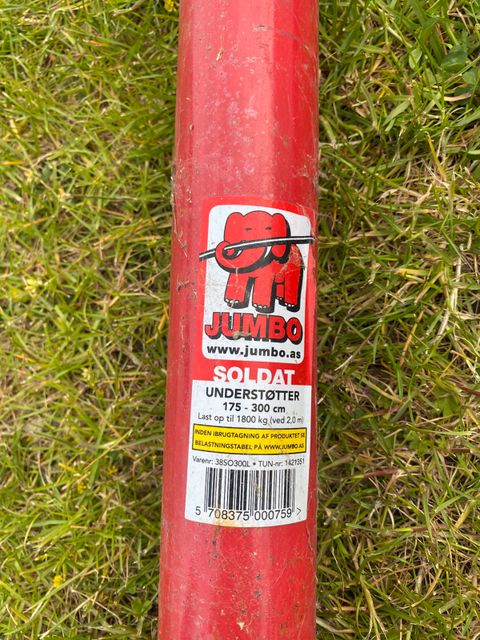 JUMBO
www.jumbo.as
SOLDAT
UNDERSTØTTER
175 - 300 cm
Last op til 1800 kg (ved 2,0 m)
INDEN IBRUGTAGNING AF PRODUKTET SE
BELASTNINGSTABEL PÅ WWW.JUMBO.AS
Varenr: 38SO300L • TUN-nr: 1421351
5 708375 000759 >